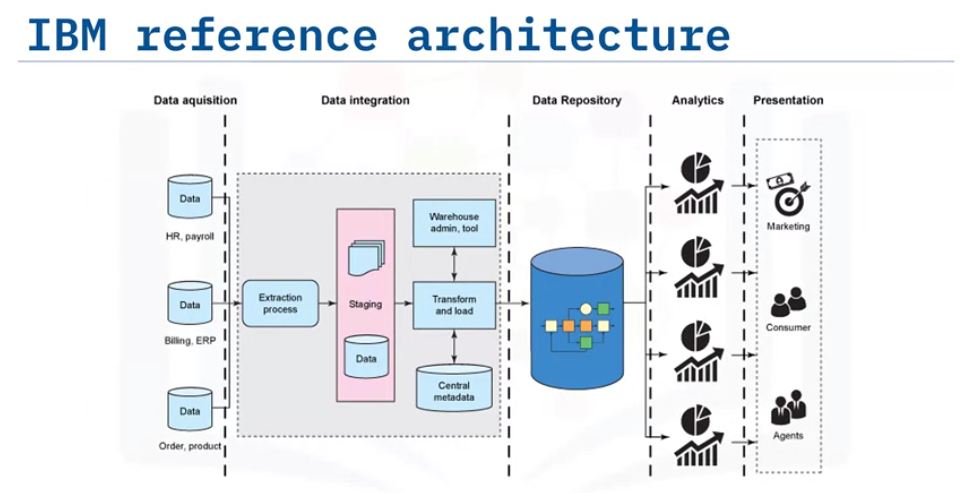 IBM reference architecture
Data aquisition
Data integration
Data Repository
Analytics
Presentation
Data
HR, payroll
Data
Billing, ERP
Data
Order, product
Extraction
process
Staging
Data
Warehouse
admin, tool
Transform
and load
Central
metadata
Marketing
Consumer
Agents